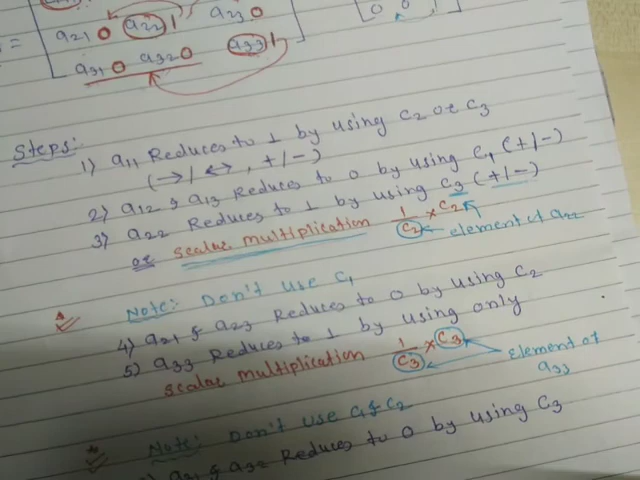 a21 0 a22 1 a23 0
0 0 1
a31 0 a32 0 a33 1
Steps:
1) a11 Reduces to 1 by using C2 or C3
(→/↔, +/-)
2) a12 & a13 Reduces to 0 by using C1 (+/-)
3) a22 Reduces to 1 by using C3 (+/-)
or scalar multiplication 1/C2 × C2 element of a22
Note: Don't use C1
4) a21 & a23 Reduces to 0 by using C2
5) a33 Reduces to 1 by using only
scalar multiplication 1/C3 × C3 element of
a33
Note: Don't use C1 & C2
a31 & a32 Reduces to 0 by using C3